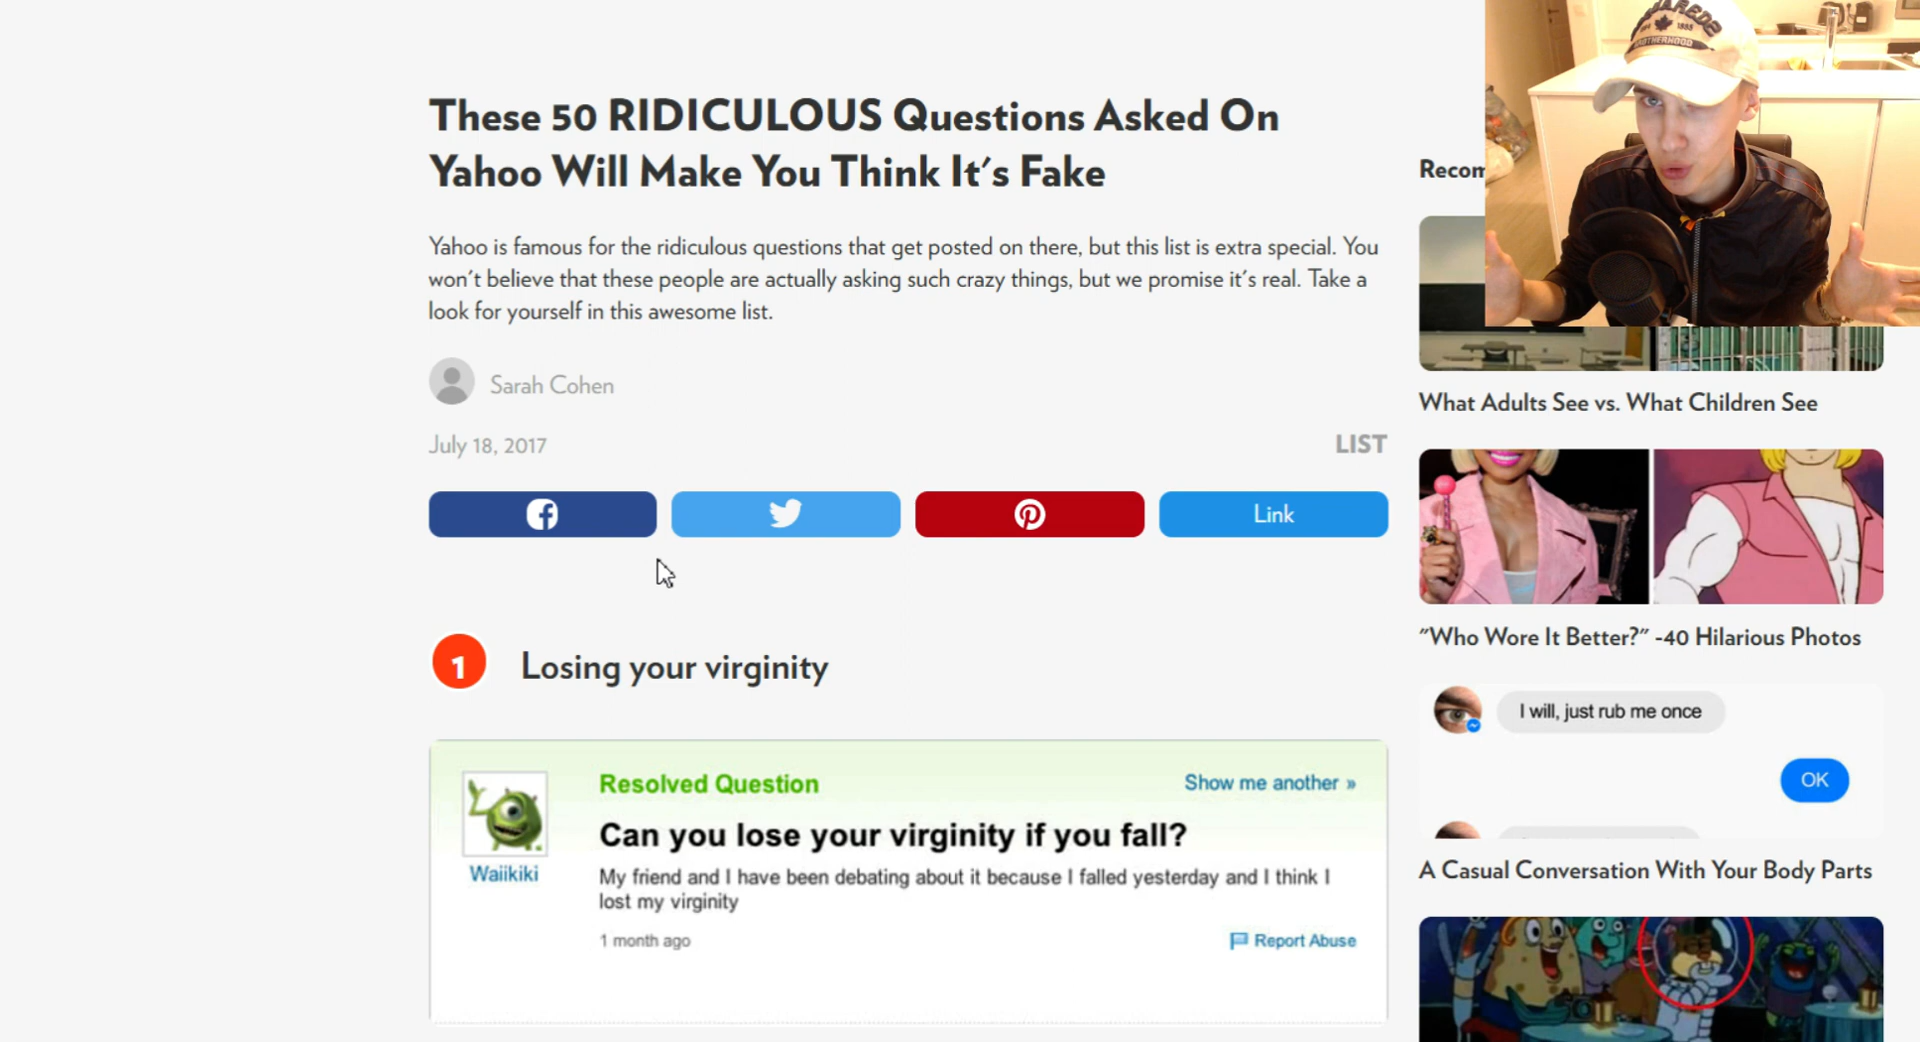 These 50 RIDICULOUS Questions Asked On
Yahoo Will Make You Think It's Fake
Yahoo is famous for the ridiculous questions that get posted on there, but this list is extra special. You
won't believe that these people are actually asking such crazy things, but we promise it's real. Take a
look for yourself in this awesome list.
Sarah Cohen
July 18, 2017
LIST
Link
1
Losing your virginity
Resolved Question
Show me another »
Can you lose your virginity if you fall?
Waiikiki
My friend and I have been debating about it because I falled yesterday and I think I
lost my virginity
1 month ago
Report Abuse
BROTHERHOOD
What Adults See vs. What Children See
"Who Wore It Better?" -40 Hilarious Photos
I will, just rub me once
OK
A Casual Conversation With Your Body Parts